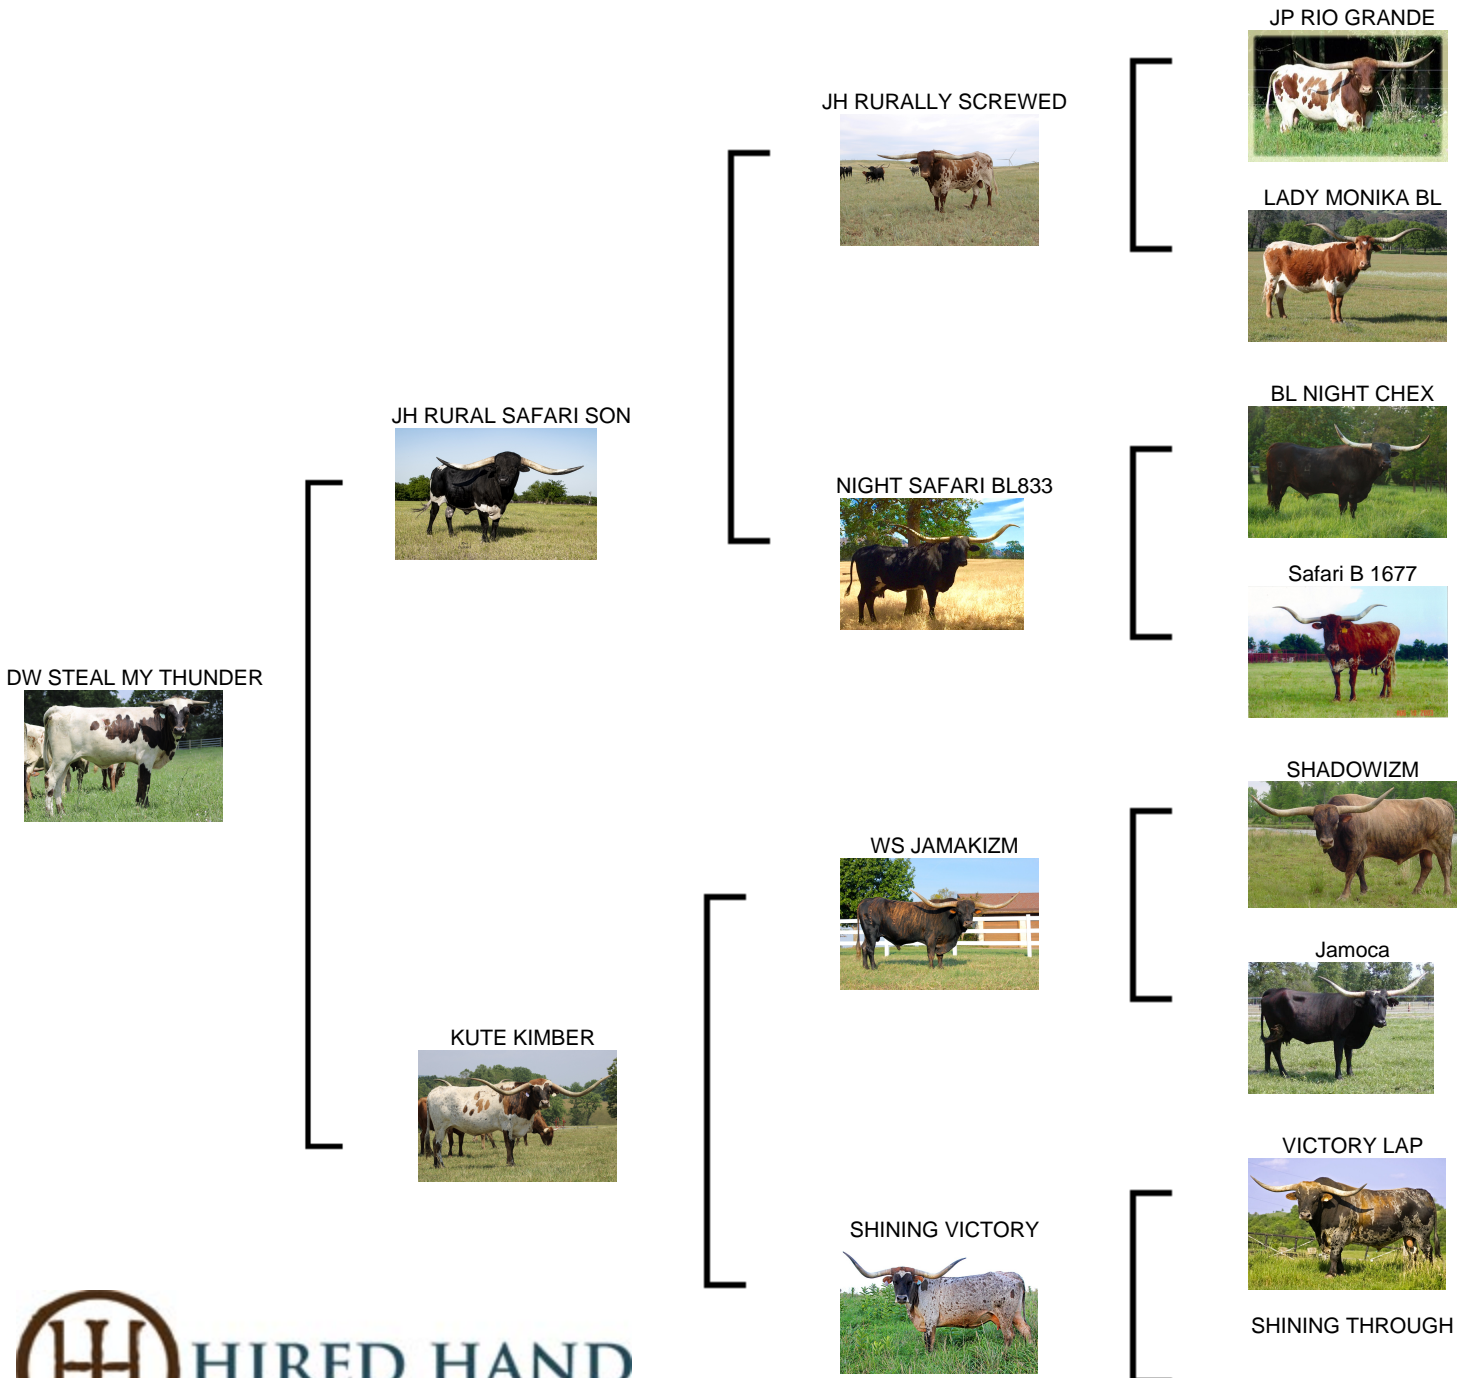 JP RIO GRANDE
JH RURALLY SCREWED
LADY MONIKA BL
BL NIGHT CHEX
JH RURAL SAFARI SON
NIGHT SAFARI BL833
Safari B 1677
DW STEAL MY THUNDER
SHADOWIZM
WS JAMAKIZM
Jamoca
KUTE KIMBER
VICTORY LAP
SHINING VICTORY
SHINING THROUGH
HIRED HAND